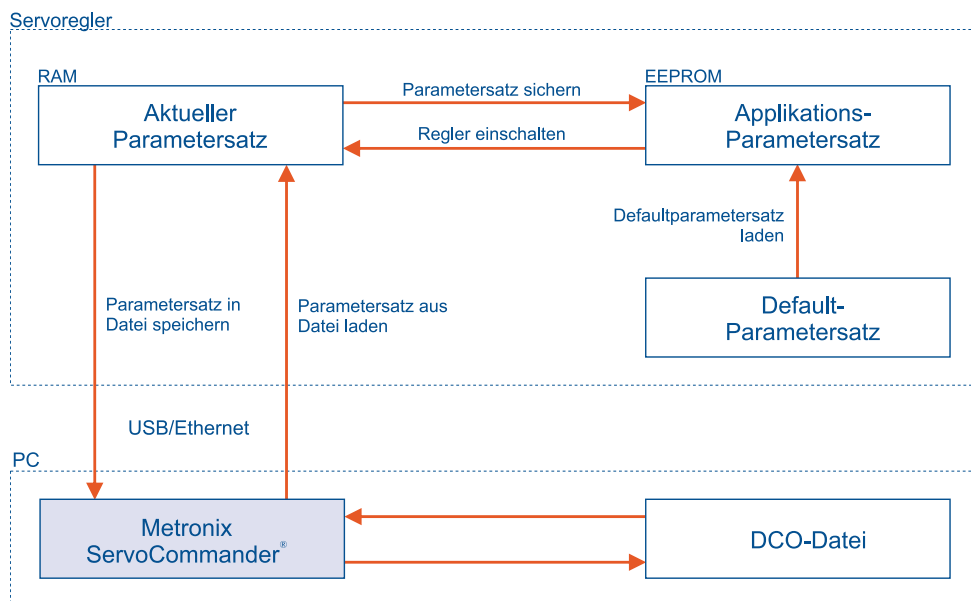 Servoregler
RAM
EEPROM
Aktueller
Parametersatz
Parametersatz sichern
Regler einschalten
Applikations-
Parametersatz
Defaultparametersatz
laden
Default-
Parametersatz
Parametersatz in
Datei speichern
Parametersatz aus
Datei laden
USB/Ethernet
PC
Metronix
ServoCommander®
DCO-Datei